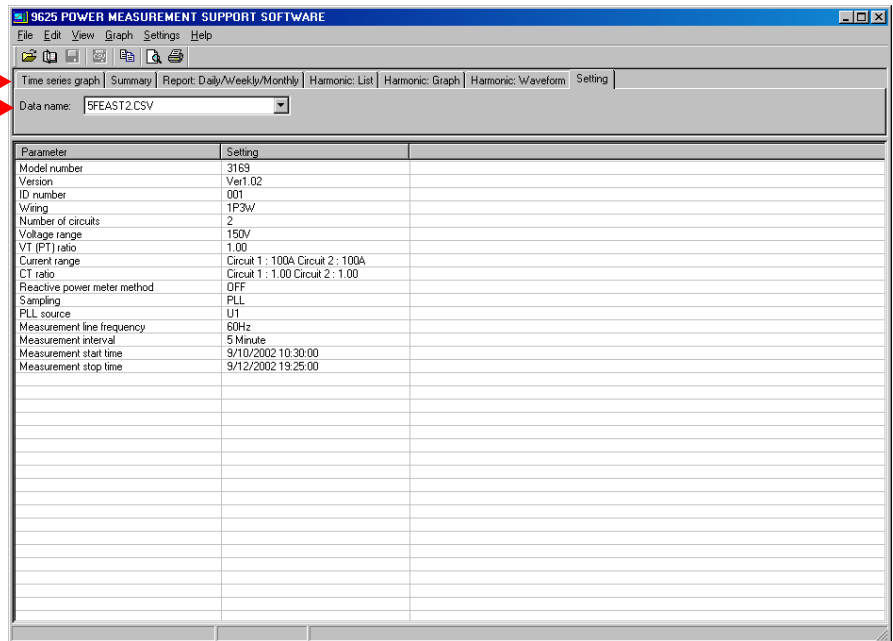 9625 POWER MEASUREMENT SUPPORT SOFTWARE
File Edit View Graph Settings Help
Time series graph Summary Report: Daily/Weekly/Monthly Harmonic: List Harmonic: Graph Harmonic: Waveform Setting
Data name: 5FEAST2.CSV
Parameter Setting
Model number 3169
Version Ver1.02
ID number 001
Wiring 1P3W
Number of circuits 2
Voltage range 150V
VT (PT) ratio 1.00
Current range Circuit 1 : 100A Circuit 2 : 100A
CT ratio Circuit 1 : 1.00 Circuit 2 : 1.00
Reactive power meter method OFF
Sampling PLL
PLL source U1
Measurement line frequency 60Hz
Measurement interval 5 Minute
Measurement start time 9/10/2002 10:30:00
Measurement stop time 9/12/2002 19:25:00